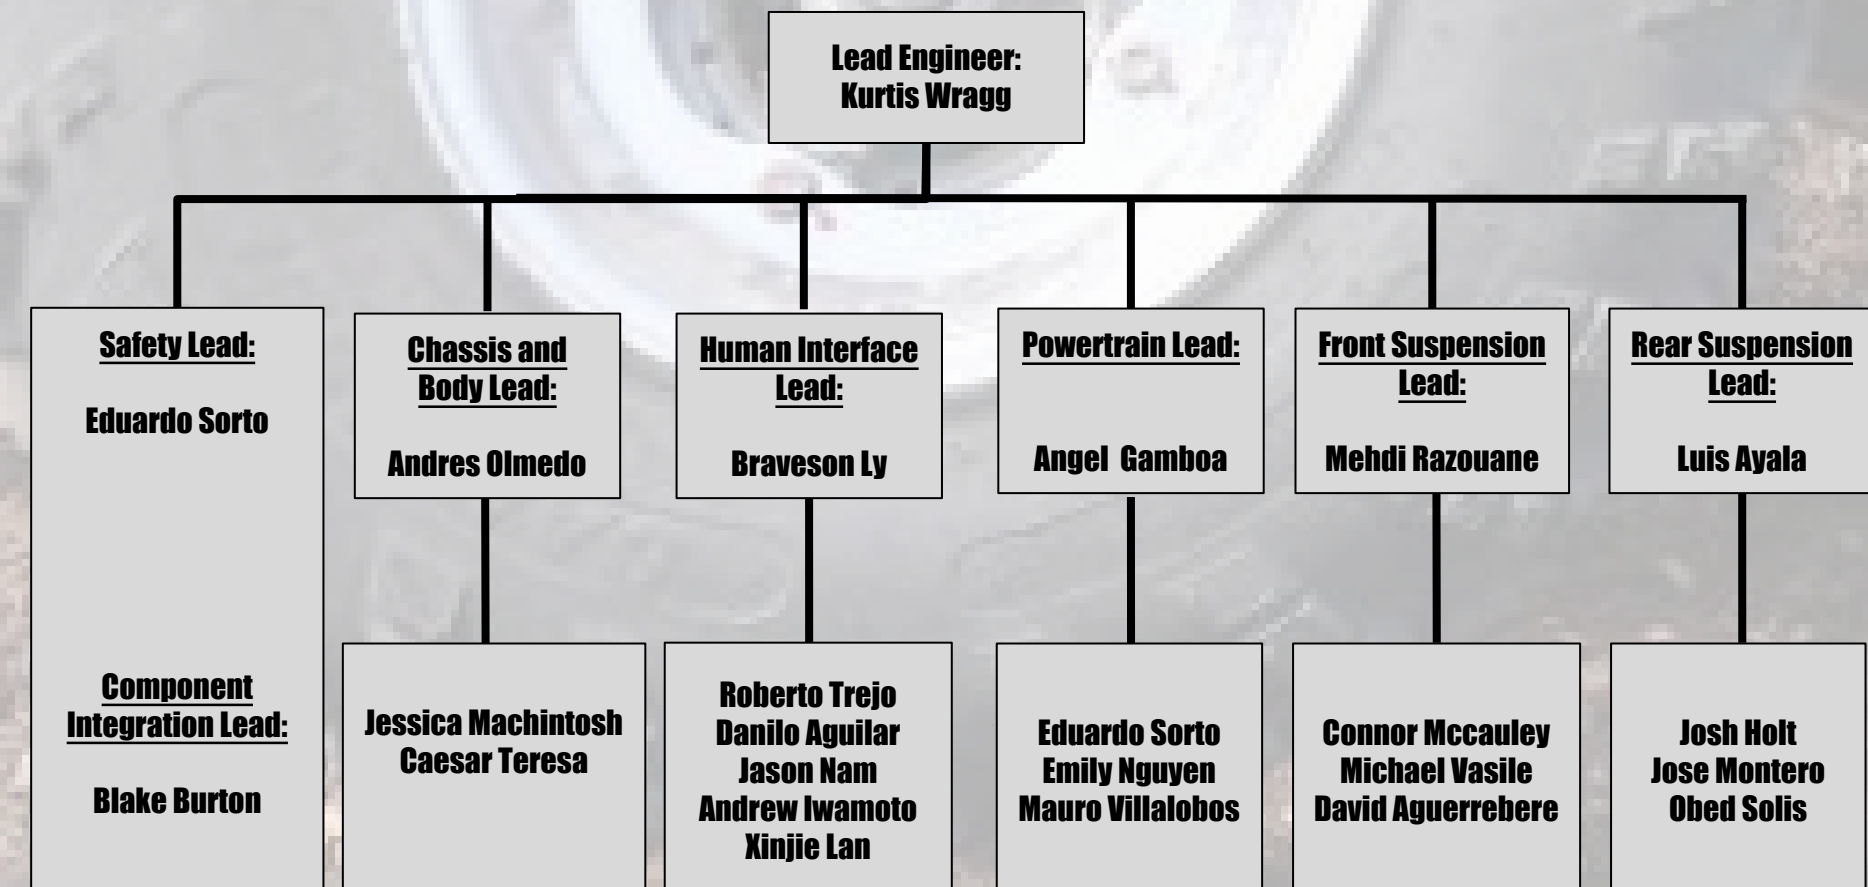 Lead Engineer:
Kurtis Wragg
Safety Lead:
Eduardo Sorto
Component
Integration Lead:
Blake Burton
Chassis and
Body Lead:
Andres Olmedo
Jessica Machintosh
Caesar Teresa
Human Interface
Lead:
Braveson Ly
Roberto Trejo
Danilo Aguilar
Jason Nam
Andrew Iwamoto
Xinjie Lan
Powertrain Lead:
Angel  Gamboa
Eduardo Sorto
Emily Nguyen
Mauro Villalobos
Front Suspension
Lead:
Mehdi Razouane
Connor Mccauley
Michael Vasile
David Aguerrebere
Rear Suspension
Lead:
Luis Ayala
Josh Holt
Jose Montero
Obed Solis